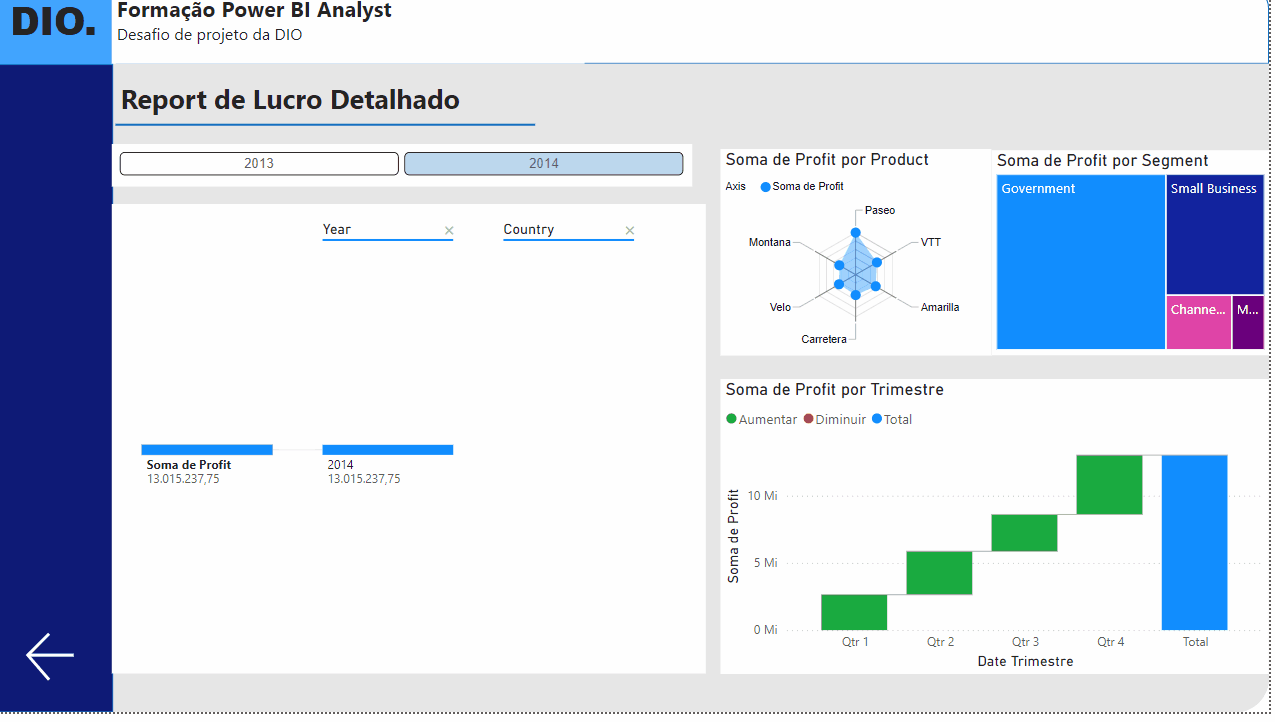 DIO.
Formação Power BI Analyst
Desafio de projeto da DIO
Report de Lucro Detalhado
2013
2014
Year
Country
Soma de Profit
13.015.237,75
2014
13.015.237,75
Soma de Profit por Product
Axis Soma de Profit
Paseo
VTT
Amarilla
Carretera
Velo
Montana
Soma de Profit por Segment
Government
Small Business
Channe...
M...
Soma de Profit por Trimestre
Aumentar Diminuir Total
Soma de Profit
10 Mi
5 Mi
0 Mi
Qtr 1 Qtr 2 Qtr 3 Qtr 4 Total
Date Trimestre